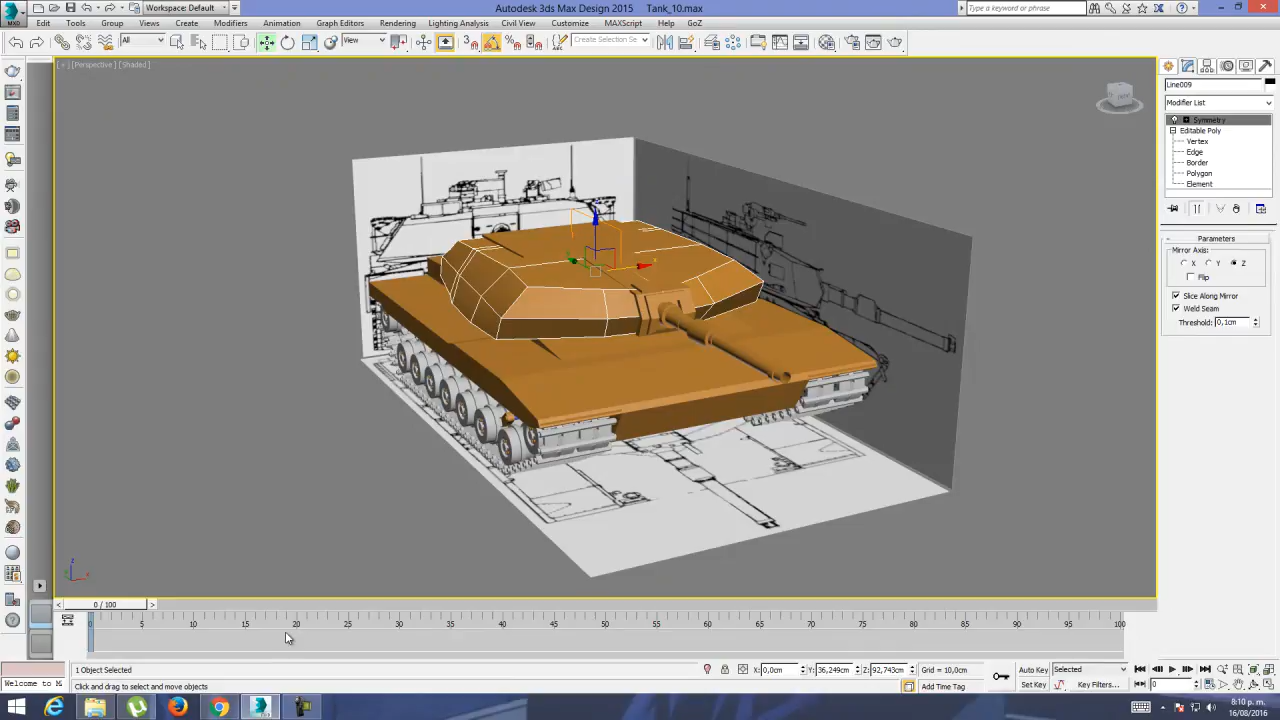 Workspace: Default
Autodesk 3ds Max Design 2015 Tank_10.max
Type a keyword or phrase
MXD
Edit Tools Group Views Create Modifiers Animation Graph Editors Rendering Lighting Analysis Civil View Customize MAXScript Help GoZ
All View Create Selection Se
[+] [Perspective] [Shaded]
Line009
Modifier List
Symmetry
Editable Poly
Vertex
Edge
Border
Polygon
Element
Parameters
Mirror Axis:
X Y Z
Flip
Slice Along Mirror
Weld Seam
Threshold: 0,1cm
0 / 100
0 5 10 15 20 25 30 35 40 45 50 55 60 65 70 75 80 85 90 95 100
1 Object Selected X: 0,0cm Y: 36,249cm Z: 92,743cm Grid = 10,0cm Auto Key Selected
Welcome to M Click and drag to select and move objects Add Time Tag Set Key Key Filters... 0
8:10 p. m.
16/08/2016